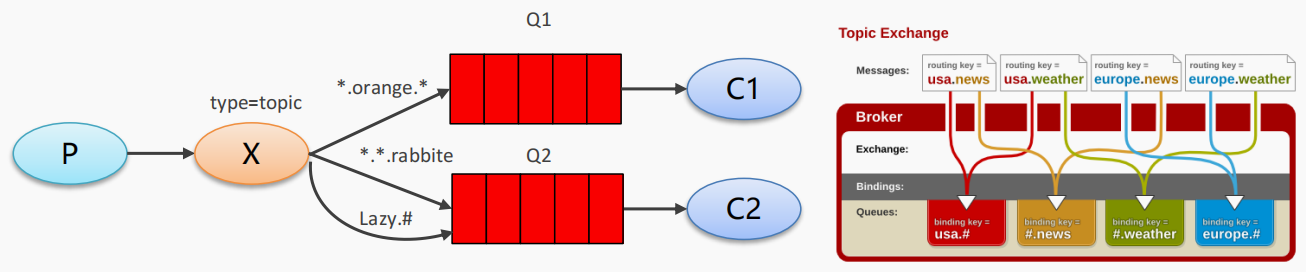 Q1
type=topic
*.orange.*
P
X
C1
*.*.rabbite
Q2
Lazy.#
C2
Topic Exchange
Messages:
routing key =
usa.news
routing key =
usa.weather
routing key =
europe.news
routing key =
europe.weather
Broker
Exchange:
Bindings:
Queues:
binding key =
usa.#
binding key =
#.news
binding key =
#.weather
binding key =
europe.#